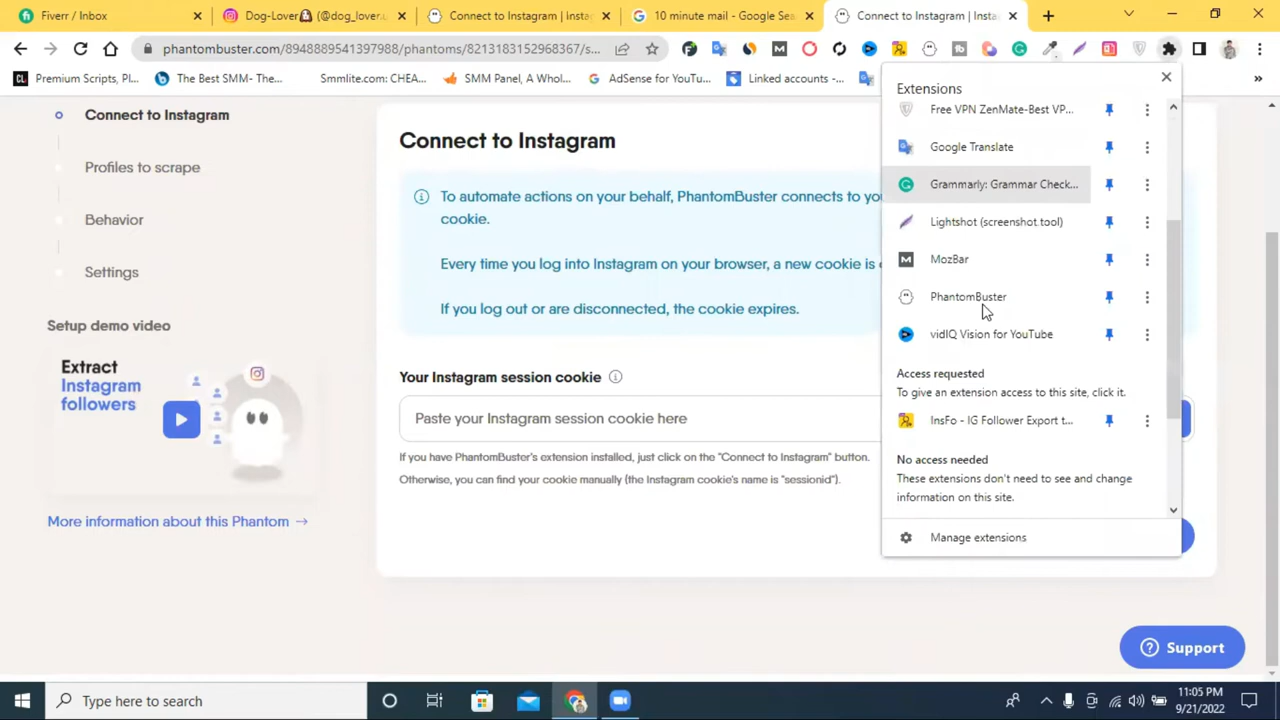 Fiverr / Inbox
Dog-Lover (@dog_lover.
Connect to Instagram | Insta
10 minute mail - Google Sea
Connect to Instagram | Insta
phantombuster.com/8948889541397988/phantoms/8213183152968367/s...
Premium Scripts, Pl...
The Best SMM- The...
Smmlite.com: CHEA...
SMM Panel, A Whol...
AdSense for YouTu...
Linked accounts -...
Connect to Instagram
Profiles to scrape
Behavior
Settings
Setup demo video
Extract
Instagram
followers
More information about this Phantom →
Connect to Instagram
To automate actions on your behalf, PhantomBuster connects to you
cookie.
Every time you log into Instagram on your browser, a new cookie is
If you log out or are disconnected, the cookie expires.
Your Instagram session cookie
Paste your Instagram session cookie here
If you have PhantomBuster's extension installed, just click on the "Connect to Instagram" button.
Otherwise, you can find your cookie manually (the Instagram cookie's name is "sessionid").
Extensions
Free VPN ZenMate-Best VP...
Google Translate
Grammarly: Grammar Check...
Lightshot (screenshot tool)
MozBar
PhantomBuster
vidIQ Vision for YouTube
Access requested
To give an extension access to this site, click it.
InsFo - IG Follower Export t...
No access needed
These extensions don't need to see and change
information on this site.
Manage extensions
Support
Type here to search
11:05 PM
9/21/2022